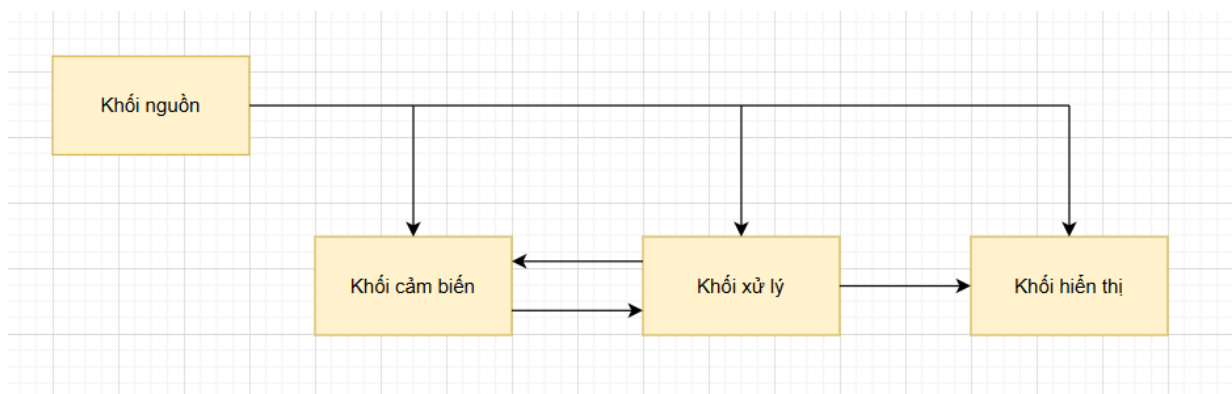 Khối nguồn
Khối cảm biến
Khối xử lý
Khối hiển thị